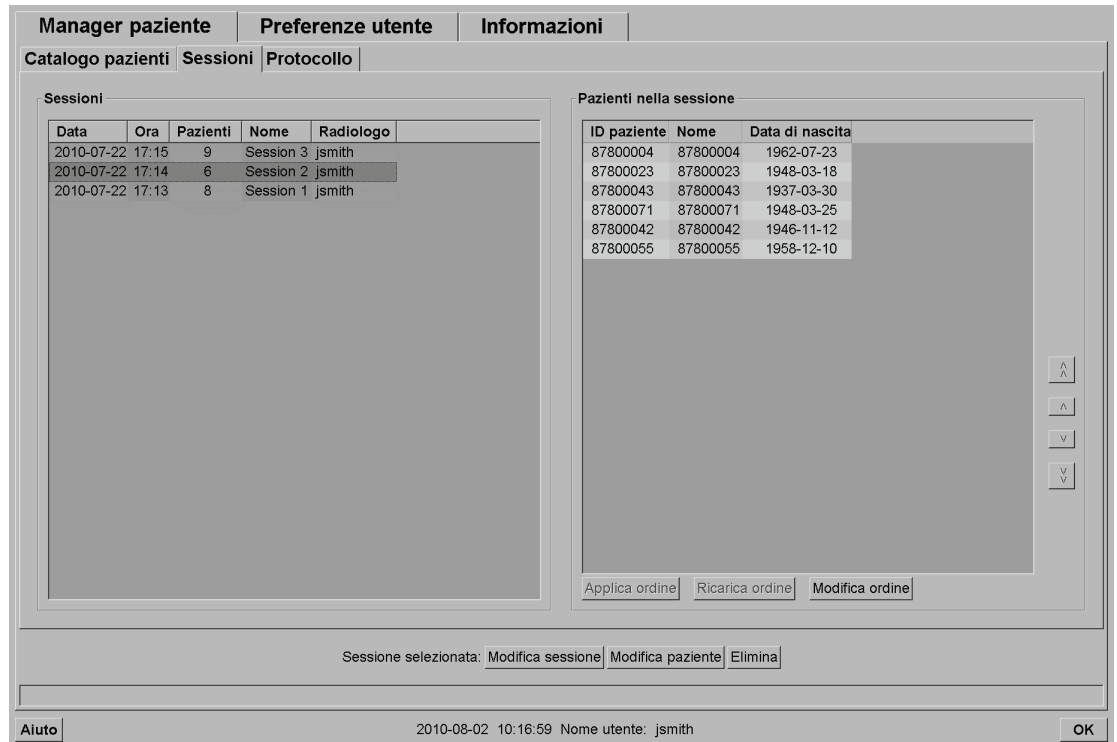 Manager paziente Preferenze utente Informazioni
Catalogo pazienti Sessioni Protocollo
Sessioni
Data Ora Pazienti Nome Radiologo
2010-07-22 17:15 9 Session 3 jsmith
2010-07-22 17:14 6 Session 2 jsmith
2010-07-22 17:13 8 Session 1 jsmith
Pazienti nella sessione
ID paziente Nome Data di nascita
87800004 87800004 1962-07-23
87800023 87800023 1948-03-18
87800043 87800043 1937-03-30
87800071 87800071 1948-03-25
87800042 87800042 1946-11-12
87800055 87800055 1958-12-10
Applica ordine Ricarica ordine Modifica ordine
Sessione selezionata: Modifica sessione Modifica paziente Elimina
Aiuto 2010-08-02 10:16:59 Nome utente: jsmith OK